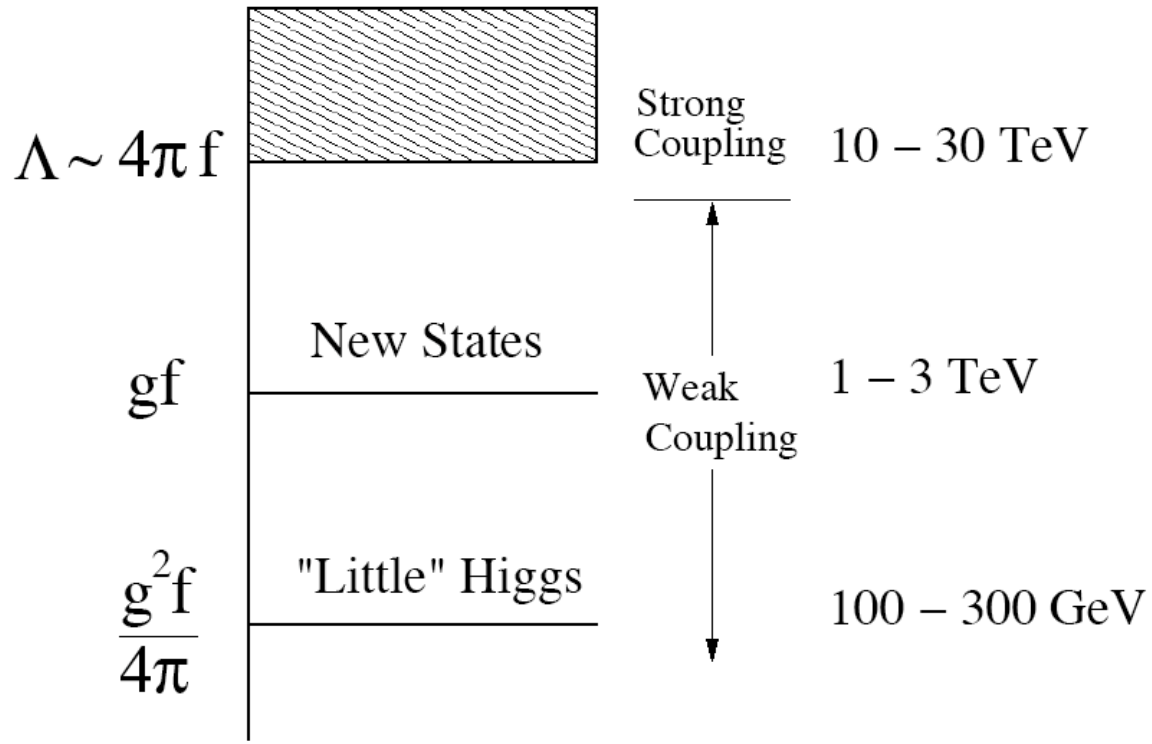 Λ ~ 4π f
Strong
Coupling
10 – 30 TeV
New States
gf
Weak
Coupling
1 – 3 TeV
"Little" Higgs
g²f
4π
100 – 300 GeV